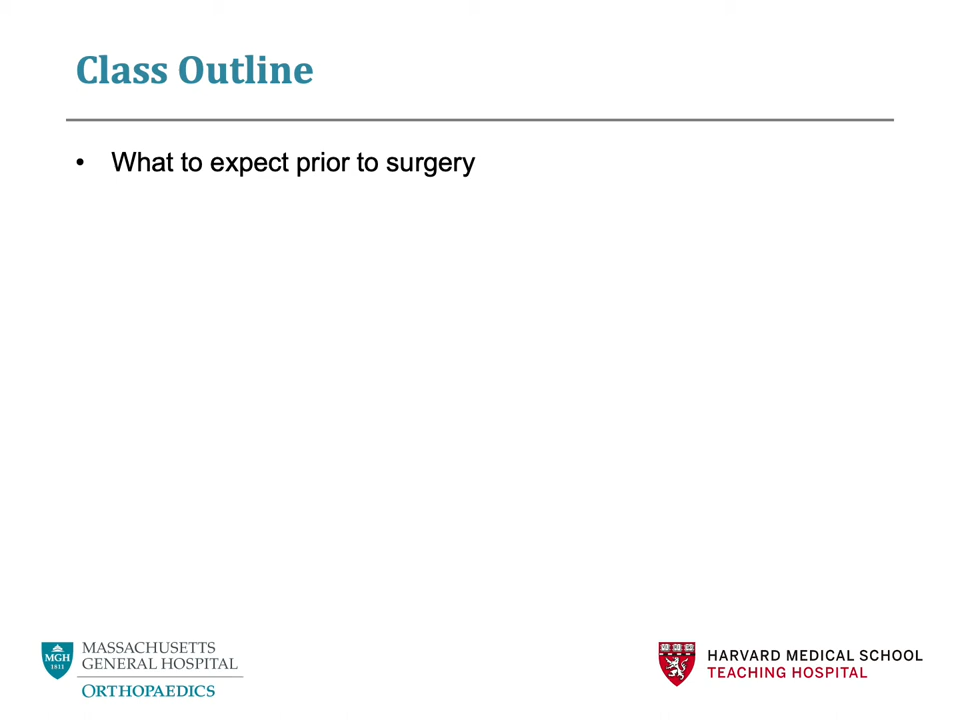 Class Outline
• What to expect prior to surgery
MGH
1811
MASSACHUSETTS
GENERAL HOSPITAL
ORTHOPAEDICS
HARVARD MEDICAL SCHOOL
TEACHING HOSPITAL